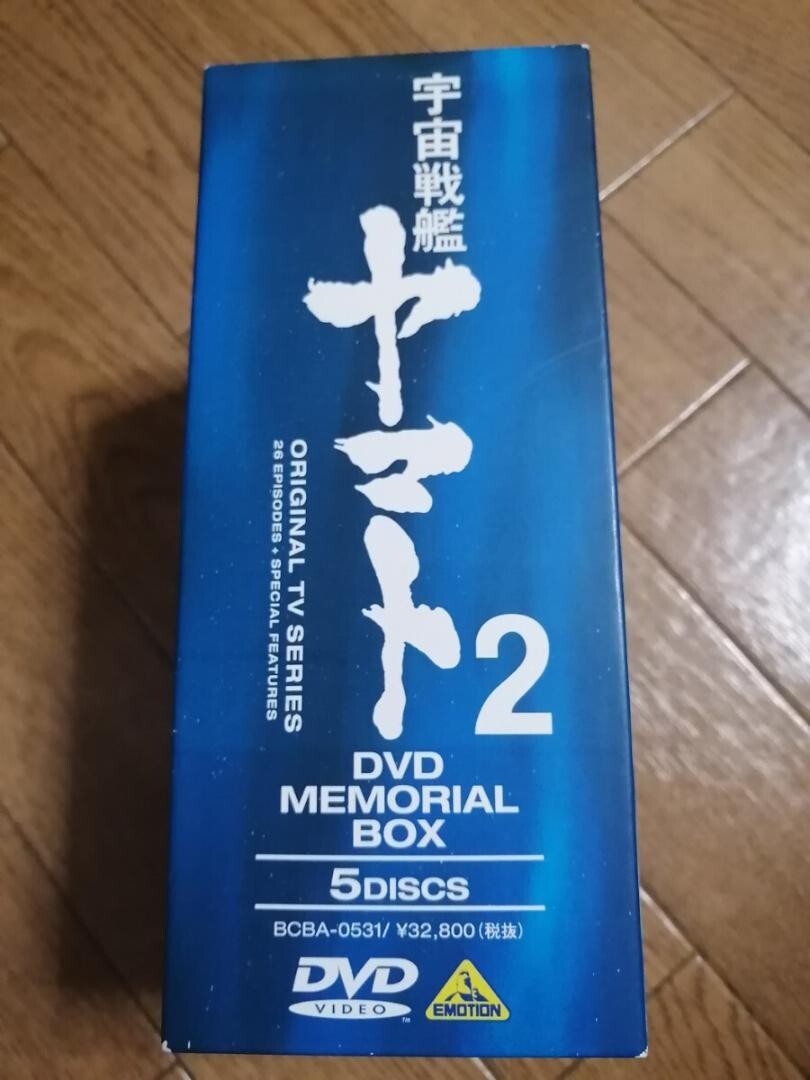 宇宙戦艦
ヤマト2
ORIGINAL TV SERIES
26 EPISODES + SPECIAL FEATURES
DVD
MEMORIAL
BOX
5DISCS
BCBA-0531/ ¥32,800(税抜)
DVD
VIDEO
TM
EMOTION